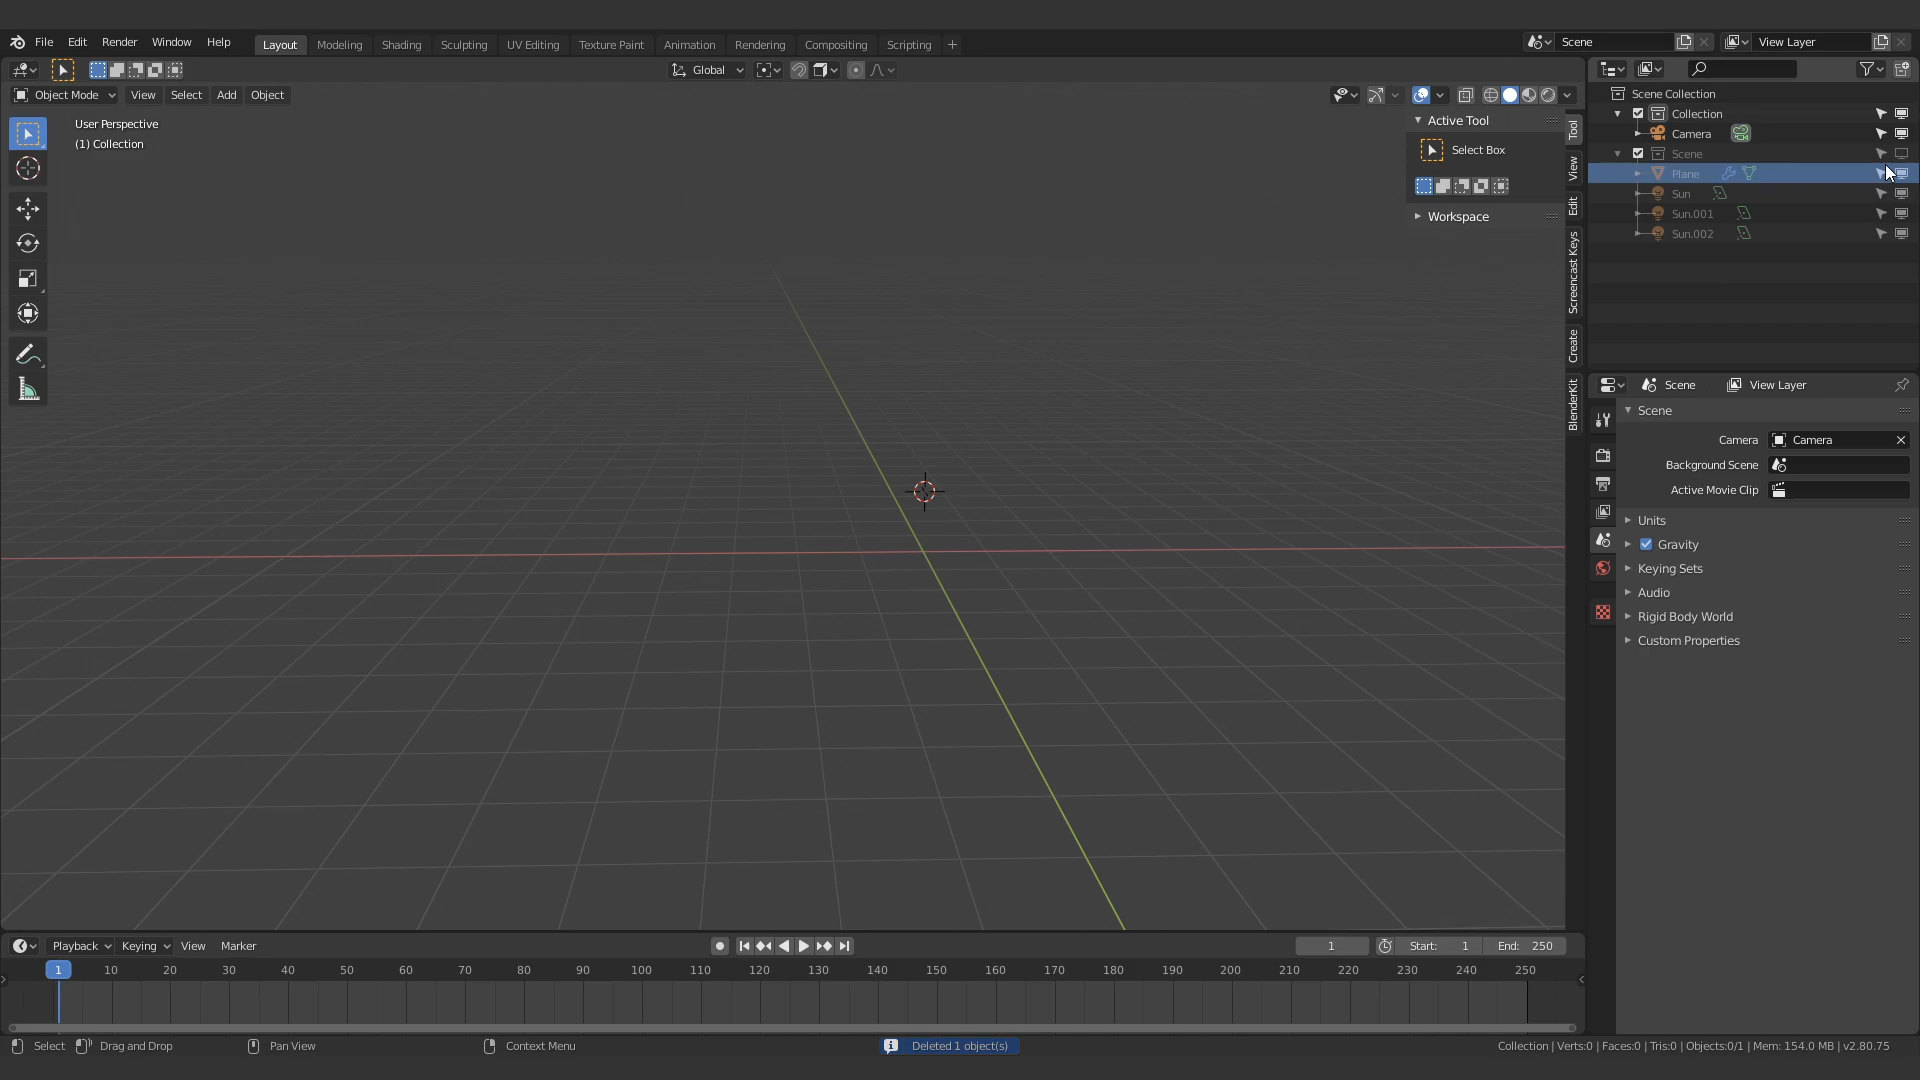 File Edit Render Window Help Layout Modeling Shading Sculpting UV Editing Texture Paint Animation Rendering Compositing Scripting Scene View Layer
Global
Object Mode View Select Add Object
User Perspective
(1) Collection
Active Tool
Select Box
Workspace
Tool
View
Edit
Screencast Keys
Create
BlenderKit
Scene Collection
Collection
Camera
Scene
Plane
Sun
Sun.001
Sun.002
Scene View Layer
Scene
Camera Camera
Background Scene
Active Movie Clip
Units
Gravity
Keying Sets
Audio
Rigid Body World
Custom Properties
Playback Keying View Marker 1 Start: 1 End: 250
1 10 20 30 40 50 60 70 80 90 100 110 120 130 140 150 160 170 180 190 200 210 220 230 240 250
Select Drag and Drop Pan View Context Menu Deleted 1 object(s) Collection | Verts:0 | Faces:0 | Tris:0 | Objects:0/1 | Mem: 154.0 MB | v2.80.75